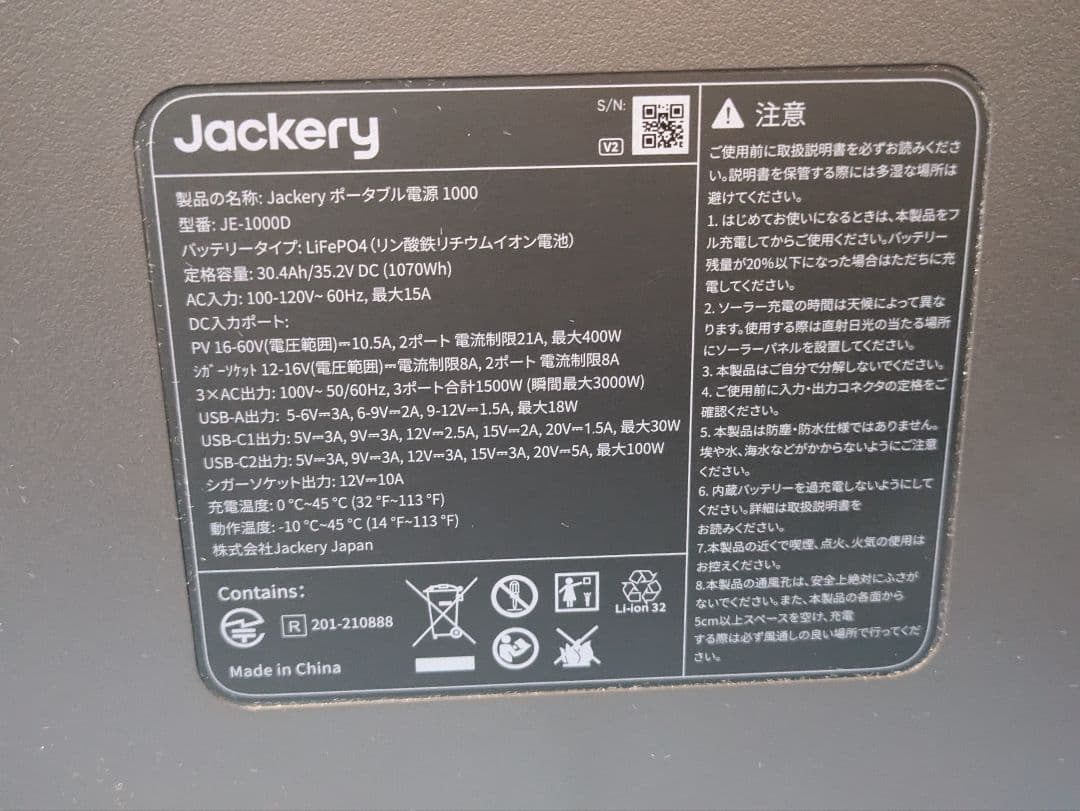 Jackery
S/N:
V2
製品の名称: Jackery ポータブル電源 1000
型番: JE-1000D
バッテリータイプ: LiFePO4(リン酸鉄リチウムイオン電池)
定格容量: 30.4Ah/35.2V DC (1070Wh)
AC入力: 100-120V~ 60Hz, 最大15A
DC入力ポート:
PV 16-60V(電圧範囲)⎓10.5A, 2ポート 電流制限21A, 最大400W
ｼｶﾞｰｿｹｯﾄ 12-16V(電圧範囲)⎓電流制限8A, 2ポート 電流制限8A
3×AC出力: 100V~ 50/60Hz, 3ポート合計1500W (瞬間最大3000W)
USB-A出力: 5-6V⎓3A, 6-9V⎓2A, 9-12V⎓1.5A, 最大18W
USB-C1出力: 5V⎓3A, 9V⎓3A, 12V⎓2.5A, 15V⎓2A, 20V⎓1.5A, 最大30W
USB-C2出力: 5V⎓3A, 9V⎓3A, 12V⎓3A, 15V⎓3A, 20V⎓5A, 最大100W
シガーソケット出力: 12V⎓10A
充電温度: 0 °C~45 °C (32 °F~113 °F)
動作温度: -10 °C~45 °C (14 °F~113 °F)
株式会社Jackery Japan
Contains:
R 201-210888
Made in China
Li-ion 32
注意
ご使用前に取扱説明書を必ずお読みくださ
い。説明書を保管する際には多湿な場所は
避けてください。
1. はじめてお使いになるときは、本製品をフ
ル充電してからご使用ください。バッテリー
残量が20%以下になった場合はただちに充
電してください。
2. ソーラー充電の時間は天候によって異な
ります。使用する際は直射日光の当たる場所
にソーラーパネルを設置してください。
3. 本製品はご自分で分解しないでください。
4. ご使用前に入力・出力コネクタの定格をご
確認ください。
5. 本製品は防塵・防水仕様ではありません。
埃や水、海水などがかからないようにご注意
ください。
6. 内蔵バッテリーを過充電しないようにして
ください。詳細は取扱説明書を
お読みください。
7.本製品の近くで喫煙、点火、火気の使用は
お控えください。
8.本製品の通風孔は、安全上絶対にふさが
ないでください。また、本製品の各面から
5cm以上スペースを空け、充電
する際は必ず風通しの良い場所で行ってくだ
さい。